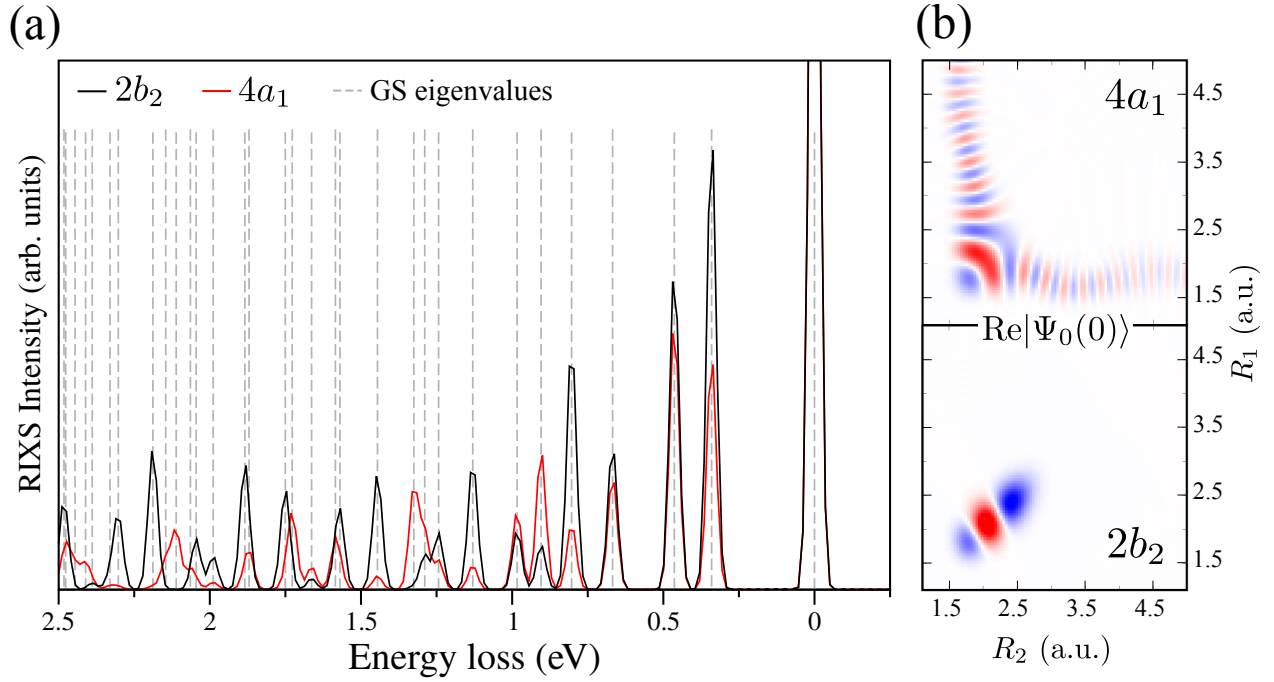 (a)
(b)
2b₂ 4a₁ GS eigenvalues
RIXS Intensity (arb. units)
2.5 2 1.5 1 0.5 0
Energy loss (eV)
4a₁
4.5
3.5
2.5
1.5
Re|Ψ₀(0)⟩
4.5
3.5
2.5
1.5
2b₂
R₁ (a.u.)
1.5 2.5 3.5 4.5
R₂ (a.u.)